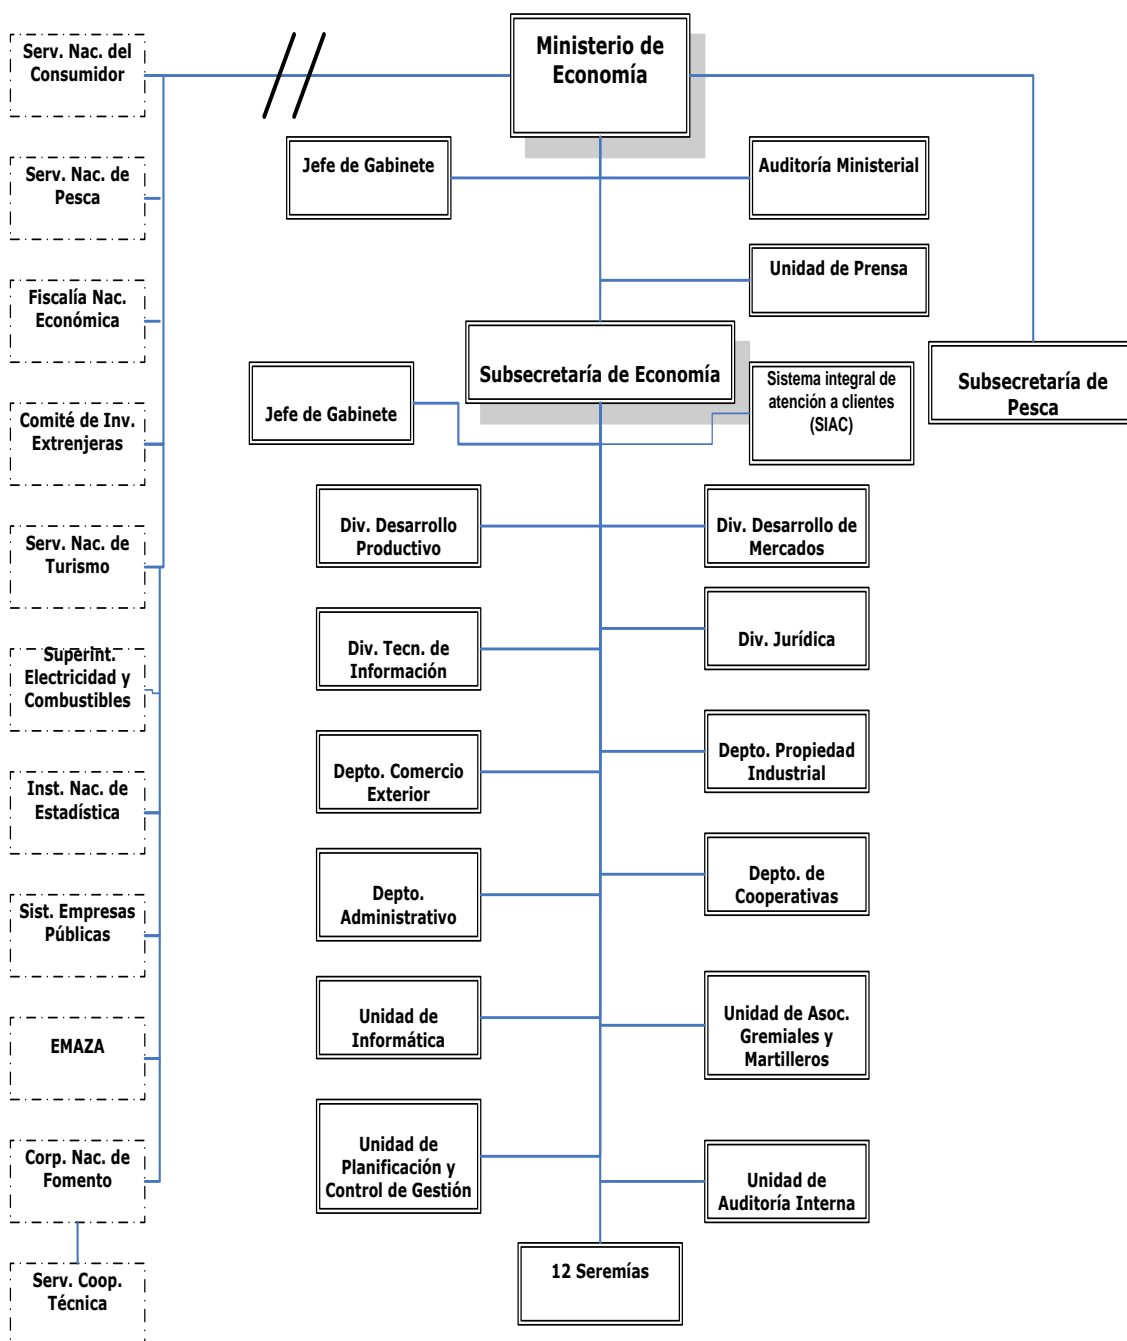 Ministerio de
Economía
Serv. Nac. del
Consumidor
Jefe de Gabinete
Auditoría Ministerial
Serv. Nac. de
Pesca
Unidad de Prensa
Fiscalía Nac.
Económica
Subsecretaría de Economía
Subsecretaría de
Pesca
Jefe de Gabinete
Sistema integral de
atención a clientes
(SIAC)
Comité de Inv.
Extrenjeras
Div. Desarrollo
Productivo
Div. Desarrollo de
Mercados
Serv. Nac. de
Turismo
Div. Tecn. de
Información
Div. Jurídica
Superint.
Electricidad y
Combustibles
Depto. Comercio
Exterior
Depto. Propiedad
Industrial
Inst. Nac. de
Estadística
Depto.
Administrativo
Depto. de
Cooperativas
Sist. Empresas
Públicas
Unidad de
Informática
Unidad de Asoc.
Gremiales y
Martilleros
EMAZA
Unidad de
Planificación y
Control de Gestión
Unidad de
Auditoría Interna
Corp. Nac. de
Fomento
12 Seremías
Serv. Coop.
Técnica